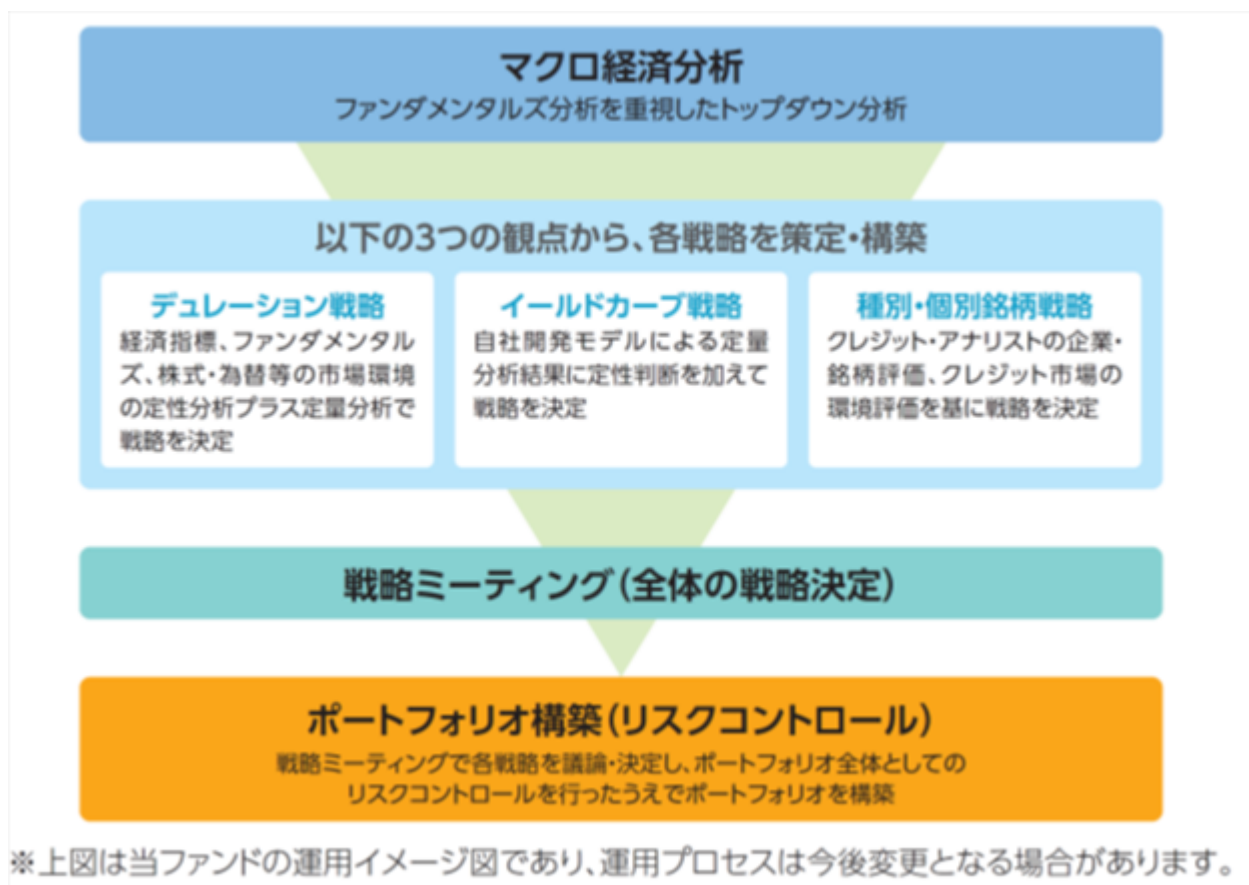 マクロ経済分析
ファンダメンタルズ分析を重視したトップダウン分析
以下の3つの観点から、各戦略を策定・構築
デュレーション戦略
経済指標、ファンダメンタル
ズ、株式・為替等の市場環境
の定性分析プラス定量分析で
戦略を決定
イールドカーブ戦略
自社開発モデルによる定量
分析結果に定性判断を加えて
戦略を決定
種別・個別銘柄戦略
クレジット・アナリストの企業・
銘柄評価、クレジット市場の
環境評価を基に戦略を決定
戦略ミーティング(全体の戦略決定)
ポートフォリオ構築(リスクコントロール)
戦略ミーティングで各戦略を議論・決定し、ポートフォリオ全体としての
リスクコントロールを行ったうえでポートフォリオを構築
※上図は当ファンドの運用イメージ図であり、運用プロセスは今後変更となる場合があります。